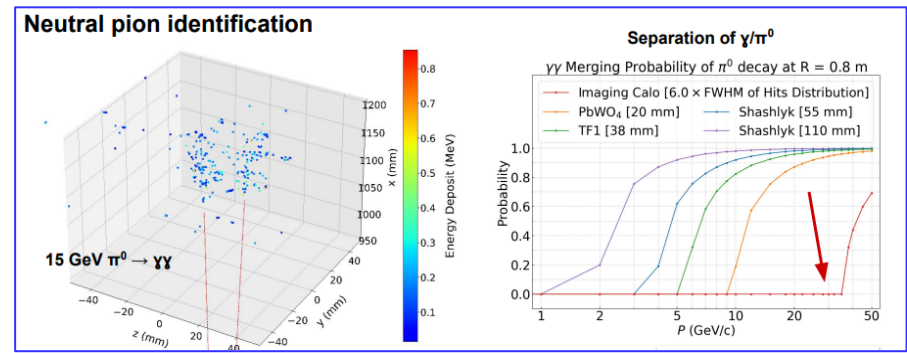 Neutral pion identification
15 GeV π⁰ → ɣɣ
1200
1150
1100
1050
1000
950
x (mm)
−40
−20
0
20
40
z (mm)
−40
−20
0
20
40
y (mm)
0.8
0.7
0.6
0.5
0.4
0.3
0.2
0.1
Energy Deposit (MeV)
Separation of ɣ/π⁰
γγ Merging Probability of π⁰ decay at R = 0.8 m
Imaging Calo [6.0 × FWHM of Hits Distribution]
PbWO₄ [20 mm]
Shashlyk [55 mm]
TF1 [38 mm]
Shashlyk [110 mm]
1.0
0.8
0.6
0.4
0.2
0.0
Probability
1
2
5
10
20
50
P (GeV/c)